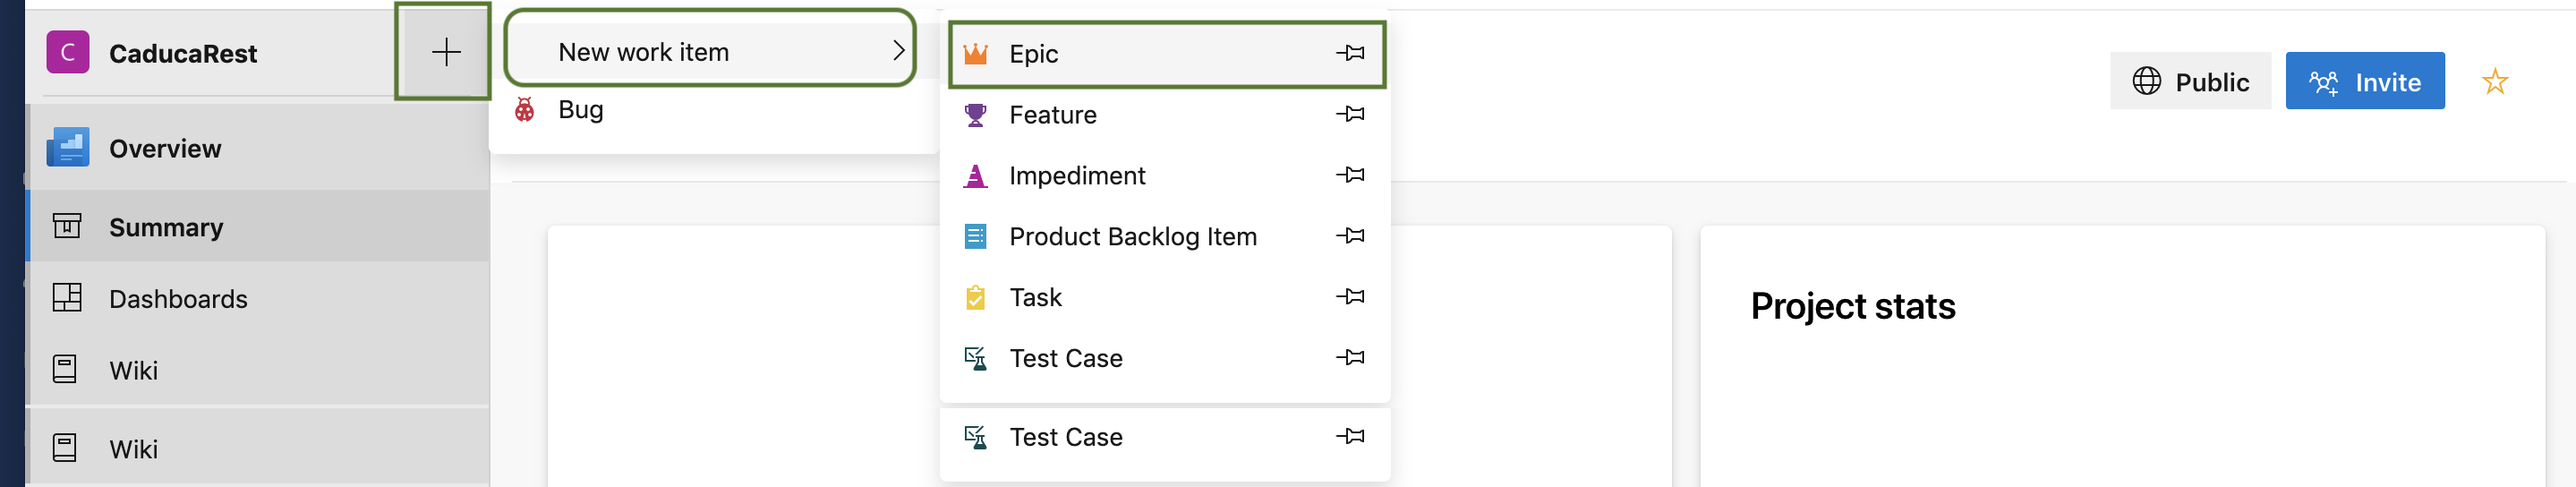 C CaducaRest
Overview
Summary
Dashboards
Wiki
Wiki
New work item
Bug
Epic
Feature
Impediment
Product Backlog Item
Task
Test Case
Test Case
Public
Invite
Project stats